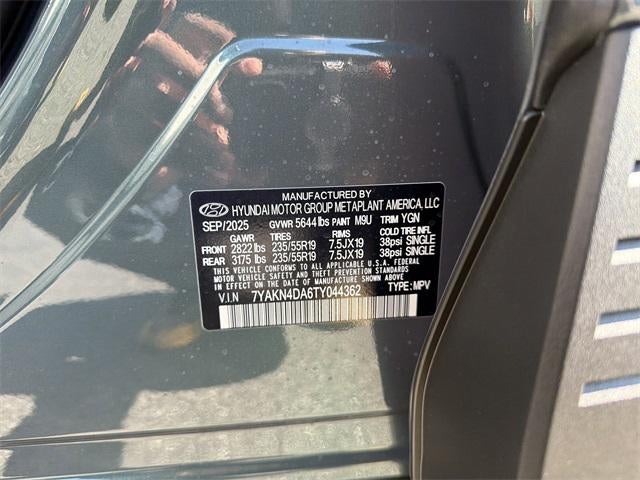 MANUFACTURED BY
HYUNDAI MOTOR GROUP METAPLANT AMERICA, LLC
SEP/2025 GVWR 5644 lbs PAINT M9U TRIM YGN
GAWR TIRES RIMS COLD TIRE INFL
FRONT 2822 lbs 235/55R19 7.5JX19 38psi SINGLE
REAR 3175 lbs 235/55R19 7.5JX19 38psi SINGLE
THIS VEHICLE CONFORMS TO ALL APPLICABLE U.S. FEDERAL
MOTOR VEHICLE SAFETY, BUMPER, AND THEFT PREVENTION
STANDARDS IN EFFECT ON THE DATE OF MANUFACTURE SHOWN ABOVE.
V.I.N 7YAKN4DA6TY044362 TYPE: MPV